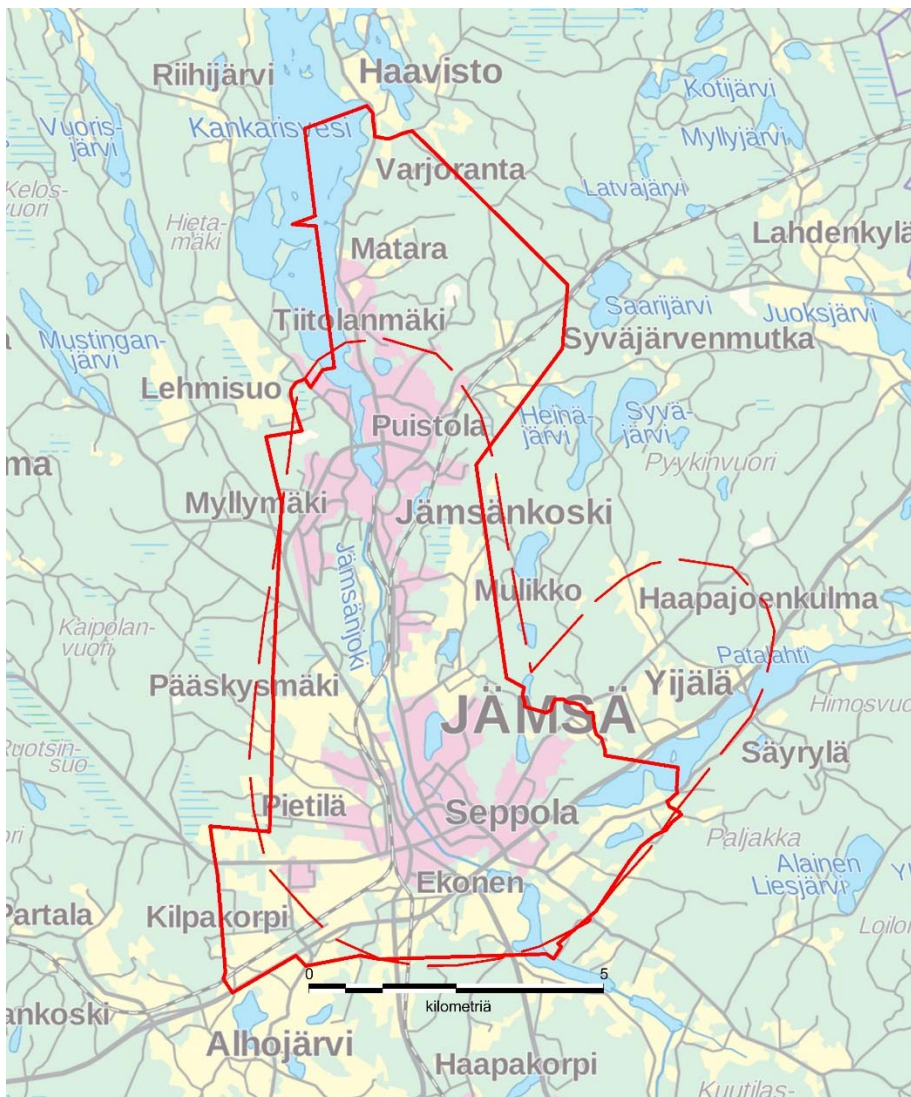 Riihijärvi
Haavisto
Kotijärvi
Vuoris-
järvi
Kankarisvesi
Myllyjärvi
Varjoranta
Kelos-
vuori
Latvajärvi
Hieta-
mäki
Matara
Lahdenkylä
Saarijärvi
Juoksjärvi
Tiitolanmäki
Mustingan-
järvi
Syväjärvenmutka
Lehmisuo
Puistola
Heinä-
järvi
Syvä-
järvi
ma
Pyykinvuori
Myllymäki
Jämsänkoski
Jämsänjoki
Mulikko
Haapajoenkulma
Kaipolan-
vuori
Patalahti
Pääskysmäki
Yijälä
JÄMSÄ
Himosvuo
Ruotsin-
suo
Säyrylä
Pietilä
Seppola
Paljakka
Alainen
Liesjärvi
Ekonen
Partala
Kilpakorpi
Loilon
0
5
kilometriä
ankoski
Alhojärvi
Haapakorpi
Kuutilas-